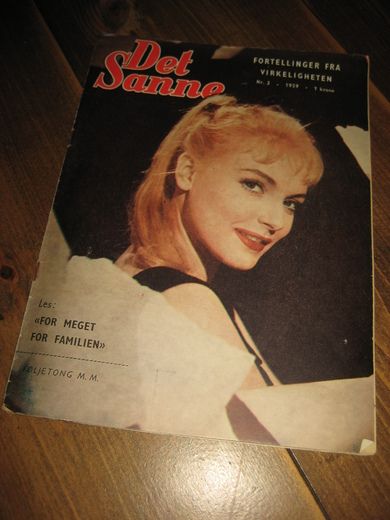 Det
Sanne
FORTELLINGER FRA
VIRKELIGHETEN
Nr. 3 - 1959 - 1 krone
Les:
«FOR MEGET
FOR FAMILIEN»
FØLJETONG M.M.